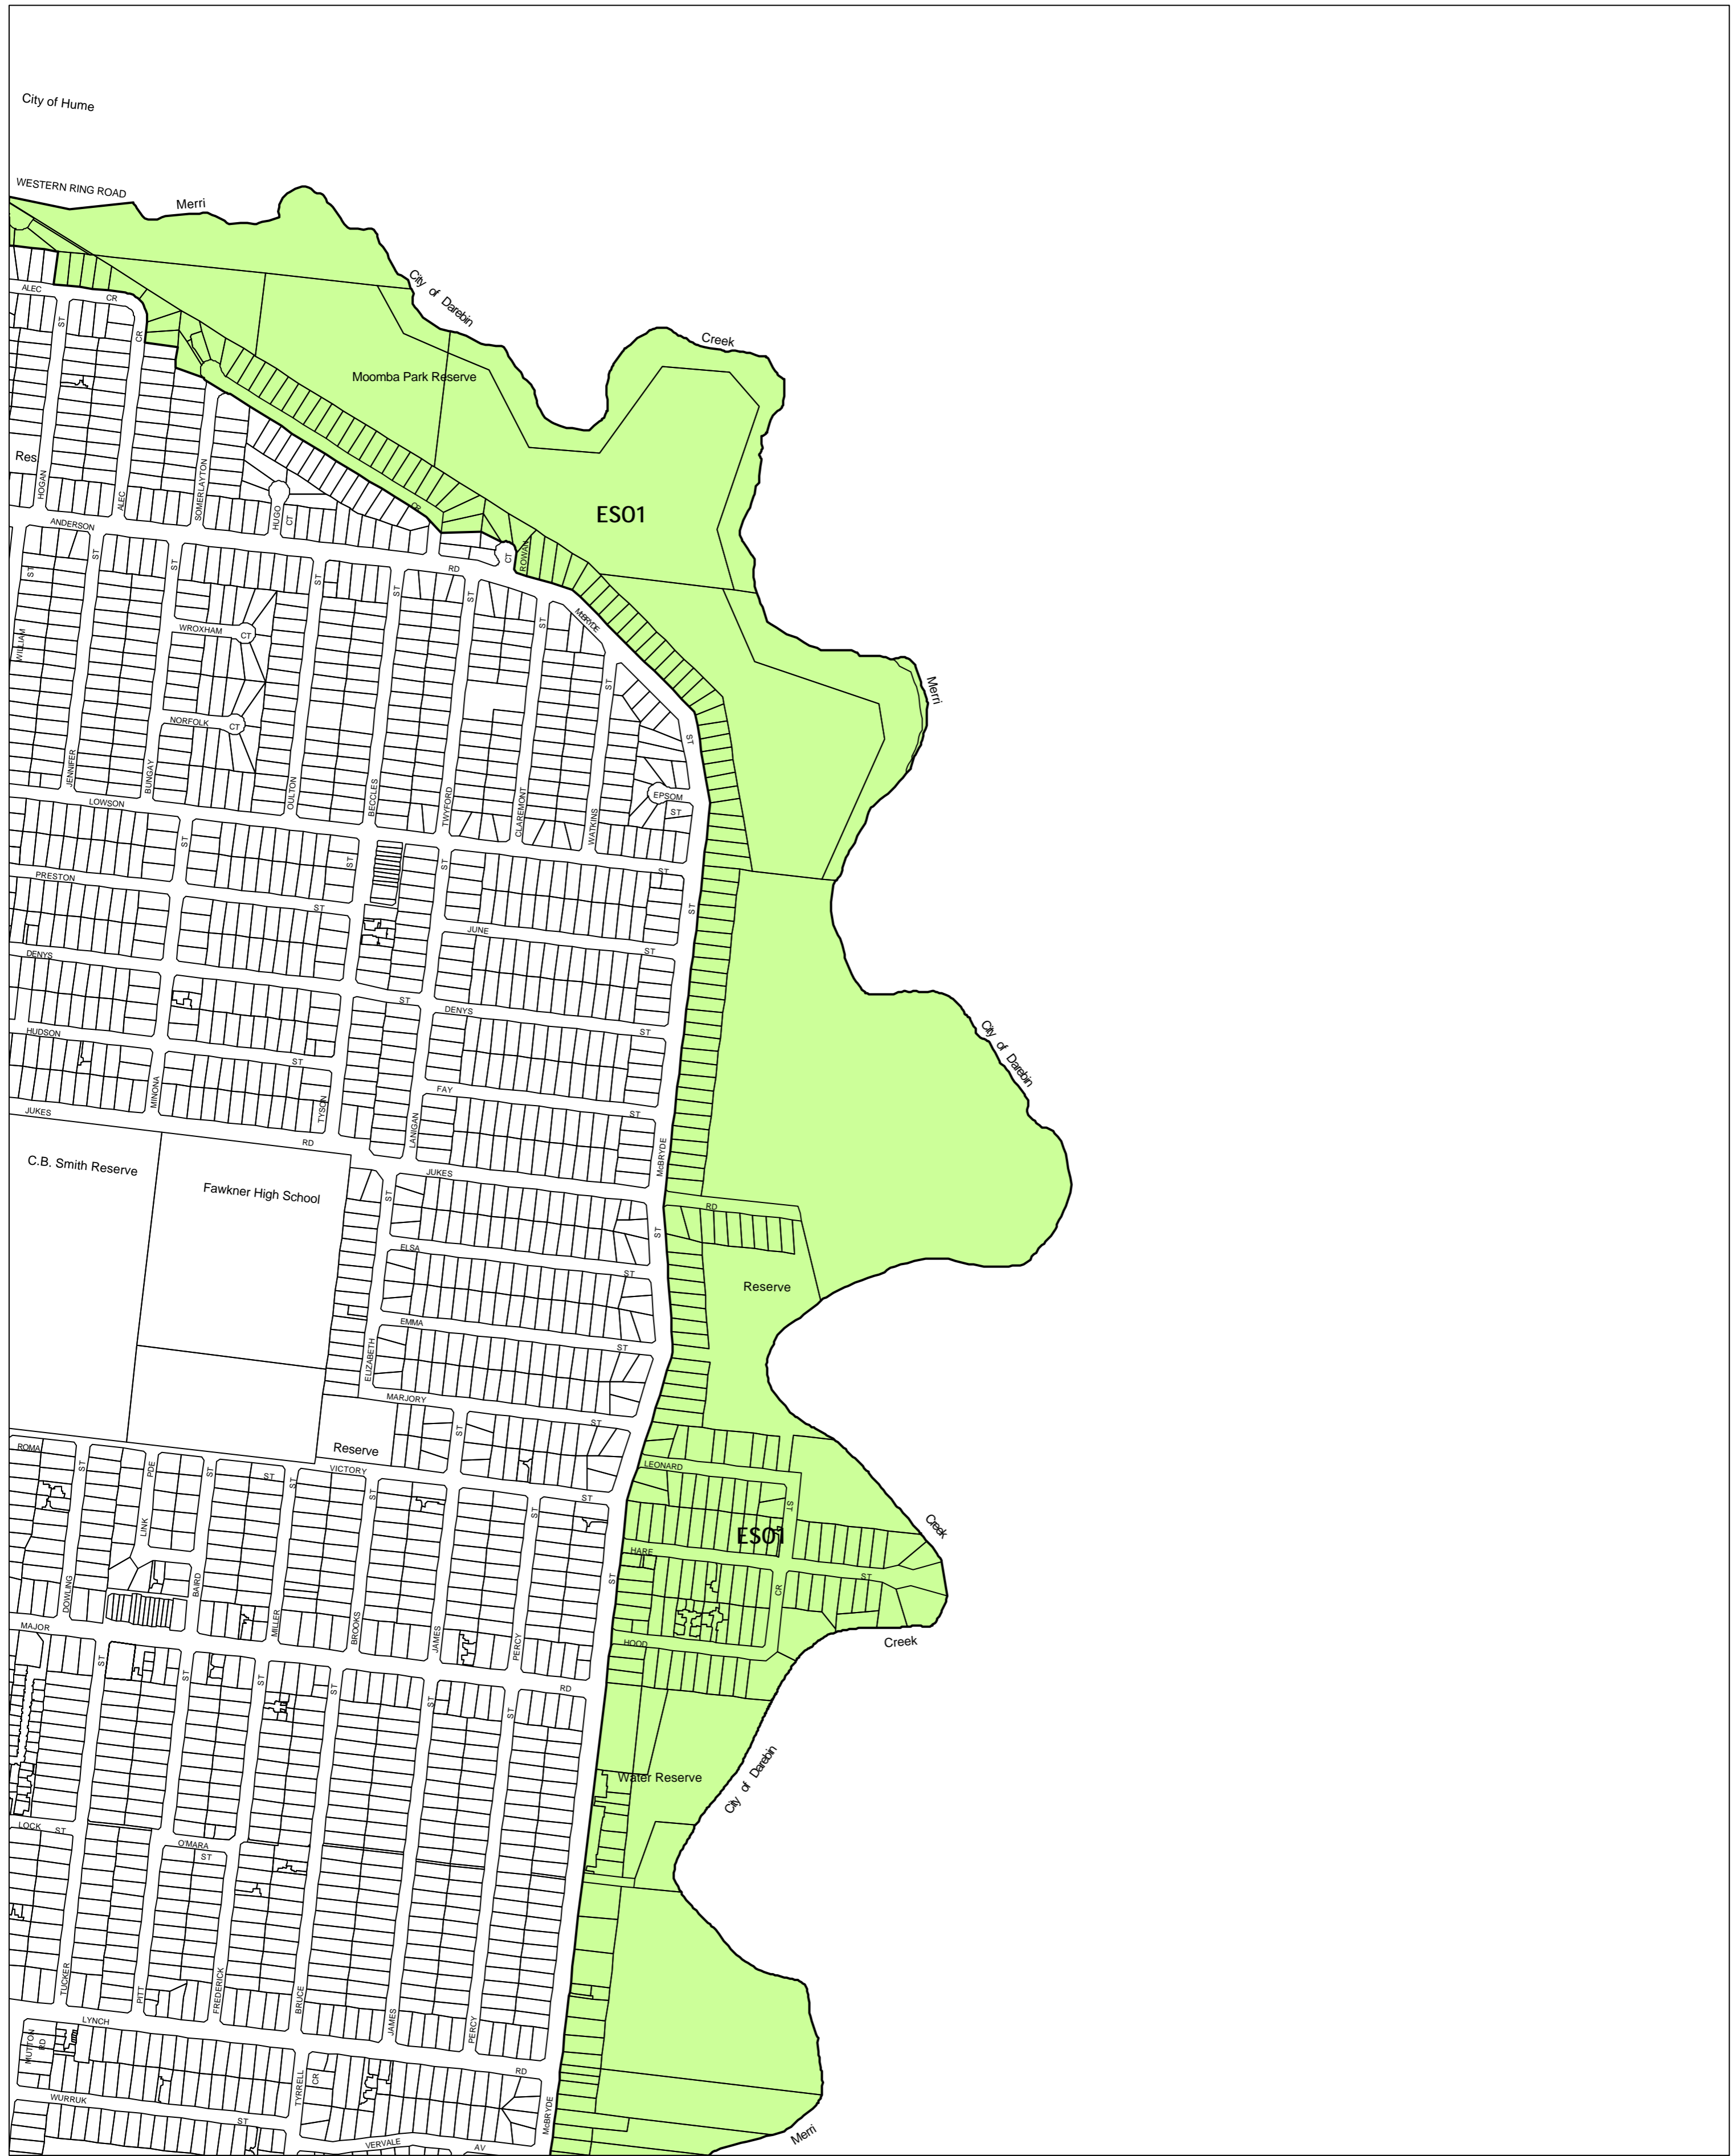 City of Hume
WESTERN RING ROAD
Merri
ALEC
CR
ST
CR
City of Darebin
Creek
Moomba Park Reserve
Res
HOGAN
ALEC
SOMERLAYTON
HUGO
CT
CR
ES01
ANDERSON
ST
ST
ST
ST
RD
ST
ST
CT
ROWAN
ST
McBRYDE
WILLIAM
WROXHAM
CT
ST
Merri
NORFOLK
CT
ST
JENNIFER
BUNGAY
OULTON
BECCLES
TWYFORD
CLAREMONT
WATKINS
EPSOM
ST
LOWSON
ST
ST
ST
ST
PRESTON
ST
ST
JUNE
ST
DENYS
ST
DENYS
ST
City of Darebin
HUDSON
ST
MINONA
TYSON
FAY
ST
LANIGAN
McBRYDE
JUKES
RD
C.B. Smith Reserve
Fawkner High School
JUKES
ST
RD
ST
ELSA
ST
Reserve
EMMA
ST
ELIZABETH
MARJORY
ST
ST
Reserve
ROMA
ST
PDE
ST
ST
ST
VICTORY
ST
ST
ST
LEONARD
ST
Creek
ES01
LINK
HARE
ST
CR
ST
DOWLING
BAIRD
MILLER
BROOKS
JAMES
PERCY
HOOD
Creek
MAJOR
ST
ST
ST
ST
ST
ST
RD
Water Reserve
City of Darebin
LOCK
ST
O'MARA
ST
TUCKER
PITT
FREDERICK
BRUCE
JAMES
PERCY
LYNCH
RD
MUTTON
RD
TYRRELL
CR
McBRYDE
WURRUK
ST
VERVALE
AV
Merri